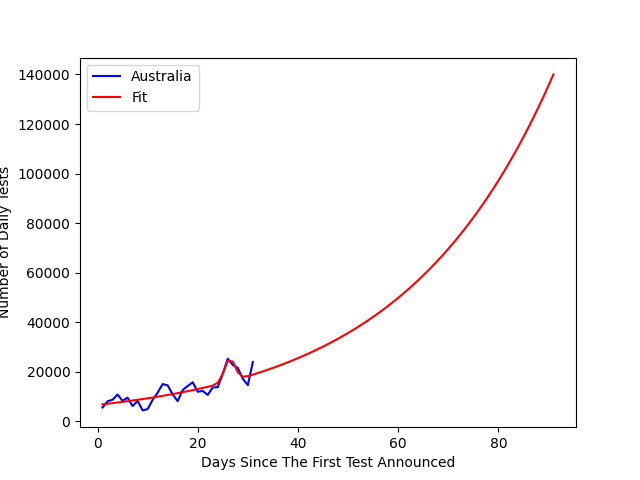 Australia
Fit
140000
120000
100000
80000
60000
40000
20000
0
Number of Daily Tests
0 20 40 60 80
Days Since The First Test Announced